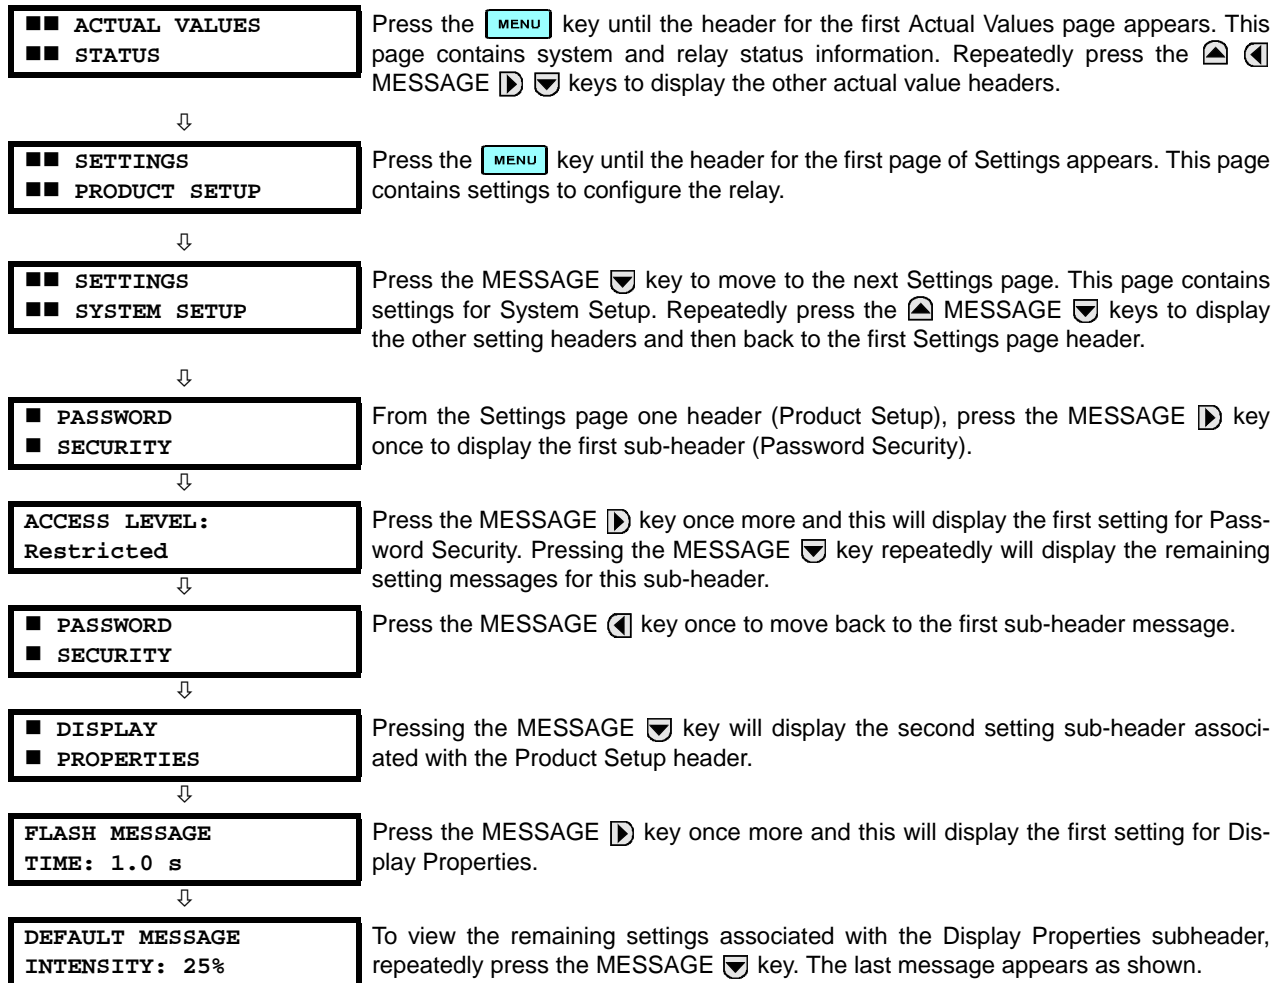 ■■ ACTUAL VALUES
■■ STATUS
Press the MENU key until the header for the first Actual Values page appears. This
page contains system and relay status information. Repeatedly press the ▲ ◀
MESSAGE ▶ ▼ keys to display the other actual value headers.
⇩
■■ SETTINGS
■■ PRODUCT SETUP
Press the MENU key until the header for the first page of Settings appears. This page
contains settings to configure the relay.
⇩
■■ SETTINGS
■■ SYSTEM SETUP
Press the MESSAGE ▼ key to move to the next Settings page. This page contains
settings for System Setup. Repeatedly press the ▲ MESSAGE ▼ keys to display
the other setting headers and then back to the first Settings page header.
⇩
■ PASSWORD
■ SECURITY
From the Settings page one header (Product Setup), press the MESSAGE ▶ key
once to display the first sub-header (Password Security).
⇩
ACCESS LEVEL:
Restricted
Press the MESSAGE ▶ key once more and this will display the first setting for Pass-
word Security. Pressing the MESSAGE ▼ key repeatedly will display the remaining
setting messages for this sub-header.
⇩
■ PASSWORD
■ SECURITY
Press the MESSAGE ◀ key once to move back to the first sub-header message.
⇩
■ DISPLAY
■ PROPERTIES
Pressing the MESSAGE ▼ key will display the second setting sub-header associ-
ated with the Product Setup header.
⇩
FLASH MESSAGE
TIME: 1.0 s
Press the MESSAGE ▶ key once more and this will display the first setting for Dis-
play Properties.
⇩
DEFAULT MESSAGE
INTENSITY: 25%
To view the remaining settings associated with the Display Properties subheader,
repeatedly press the MESSAGE ▼ key. The last message appears as shown.